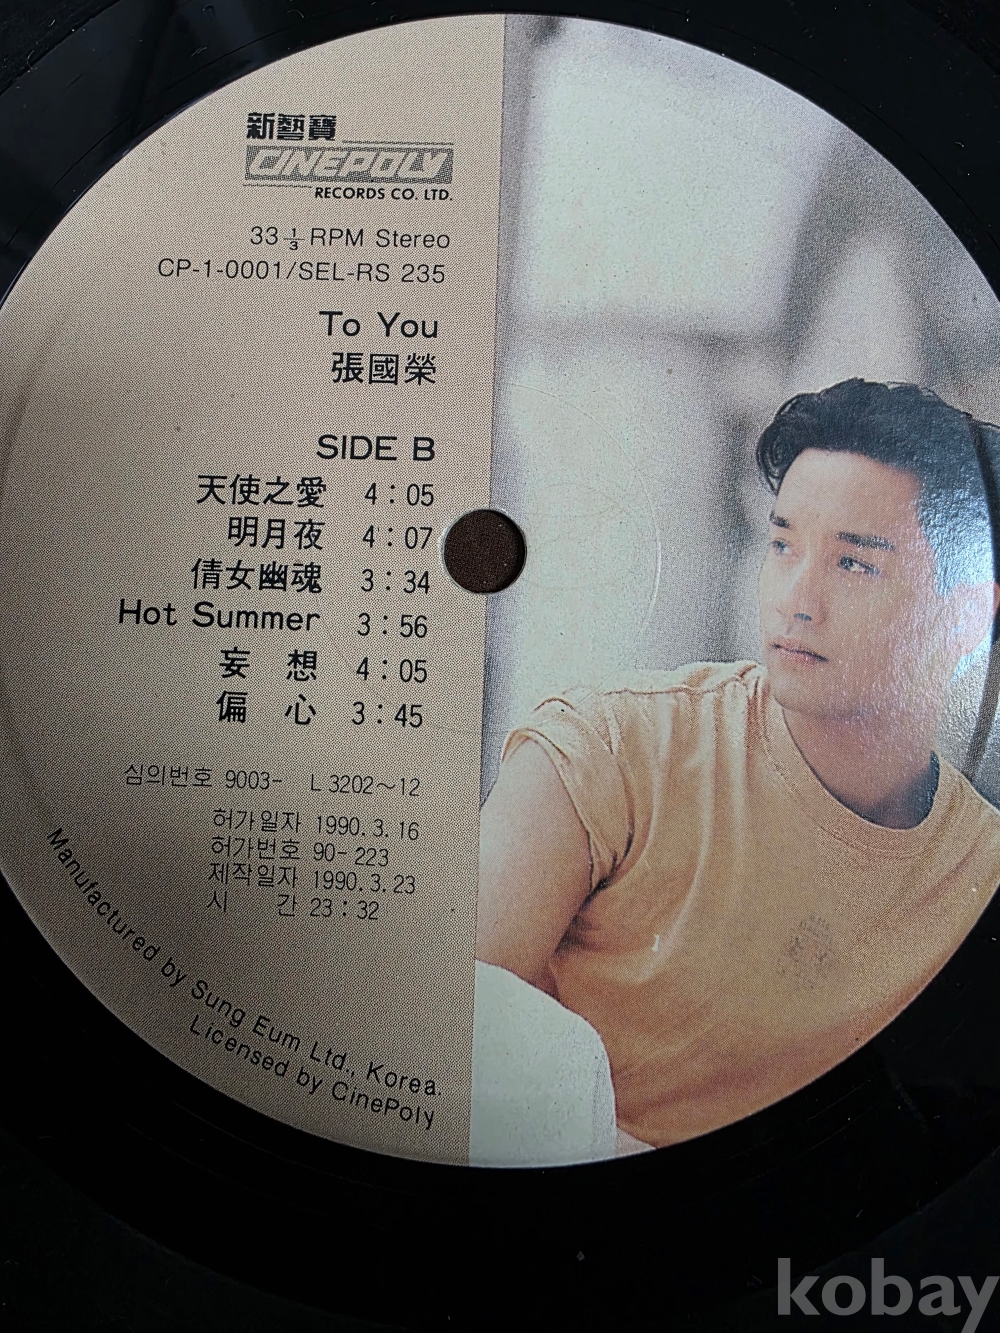 新藝寶
CINEPOLY
RECORDS CO. LTD.
33 1/3 RPM Stereo
CP-1-0001/SEL-RS 235
To You
張國榮
SIDE B
天使之愛 4:05
明月夜 4:07
倩女幽魂 3:34
Hot Summer 3:56
妄 想 4:05
偏 心 3:45
심의번호 9003- L3202~12
허가일자 1990.3.16
허가번호 90-223
제작일자 1990.3.23
시 간 23:32
Manufactured by Sung Eum Ltd., Korea.
Licensed by CinePoly
kobay